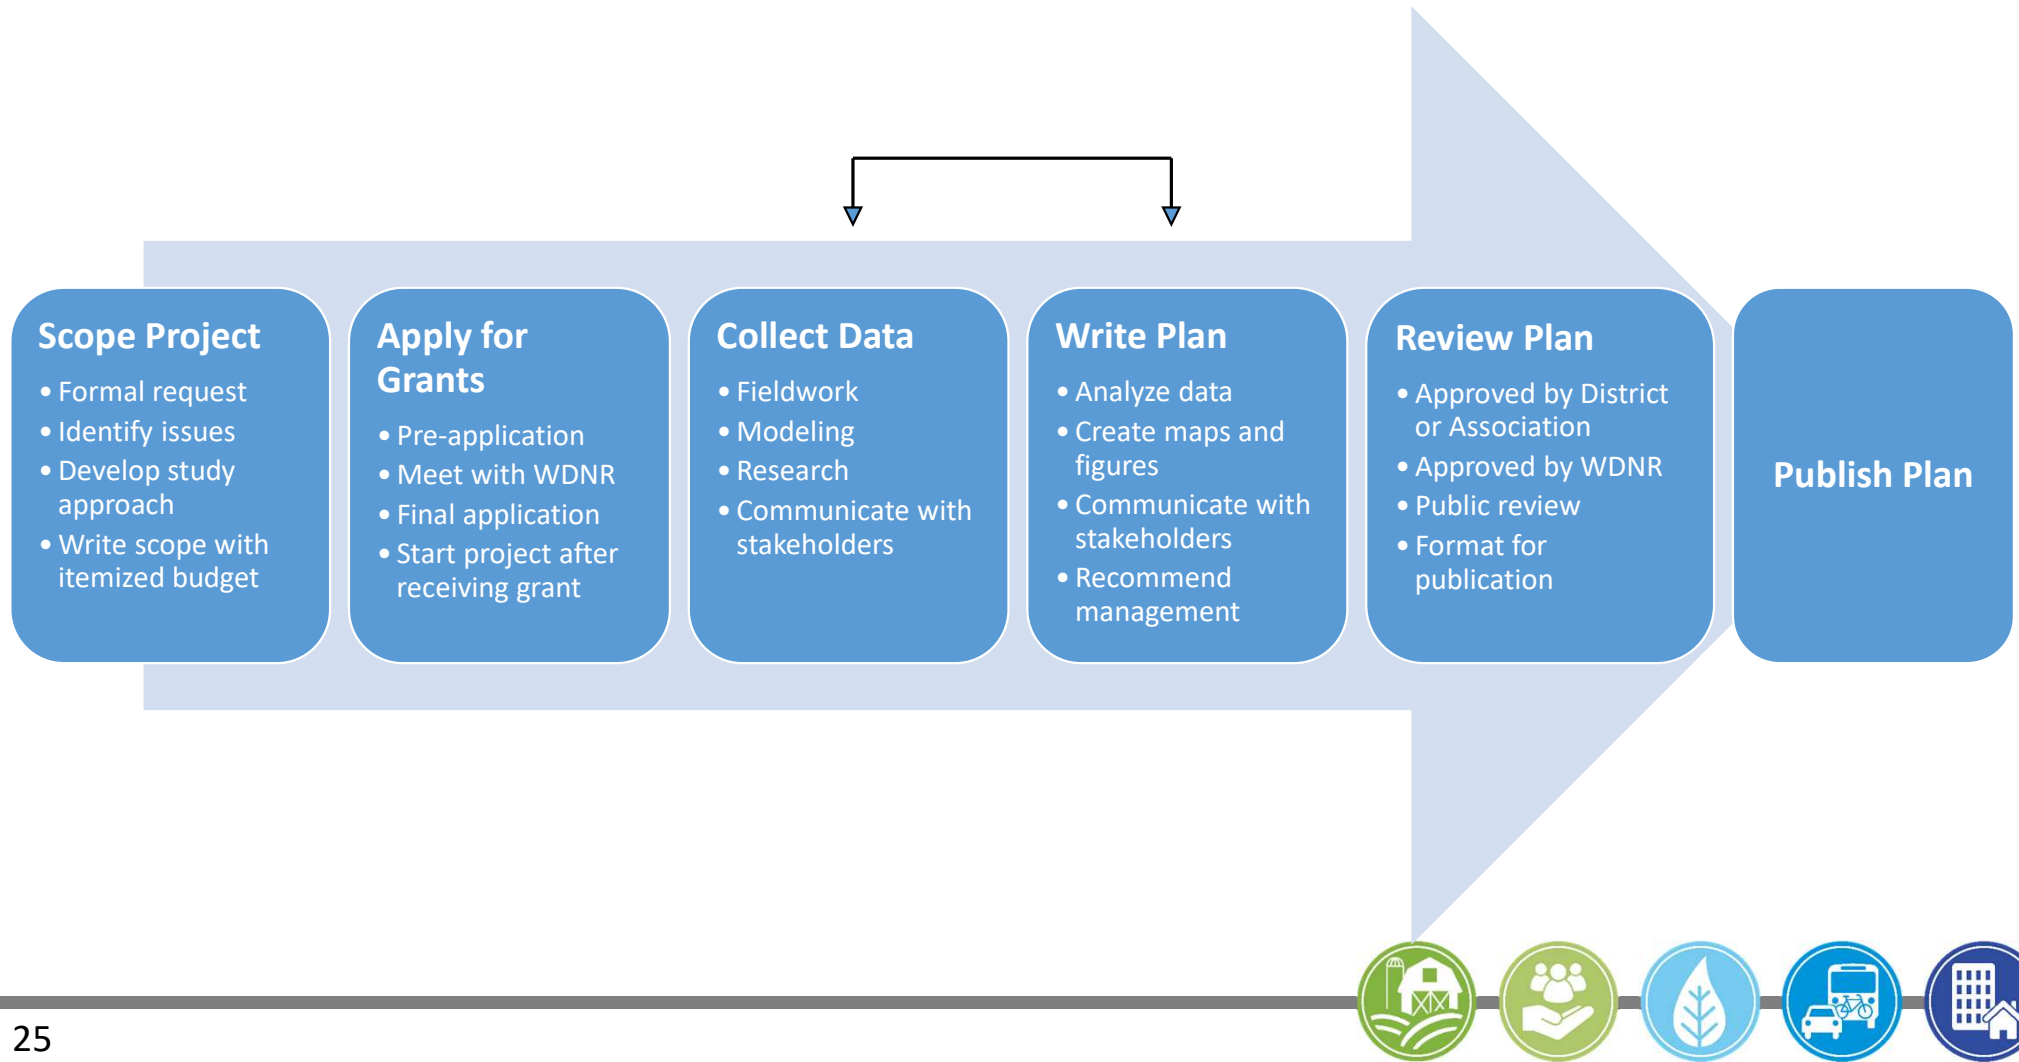 Scope Project
• Formal request
• Identify issues
• Develop study
approach
• Write scope with
itemized budget
Apply for
Grants
• Pre-application
• Meet with WDNR
• Final application
• Start project after
receiving grant
Collect Data
• Fieldwork
• Modeling
• Research
• Communicate with
stakeholders
Write Plan
• Analyze data
• Create maps and
figures
• Communicate with
stakeholders
• Recommend
management
Review Plan
• Approved by District
or Association
• Approved by WDNR
• Public review
• Format for
publication
Publish Plan
25